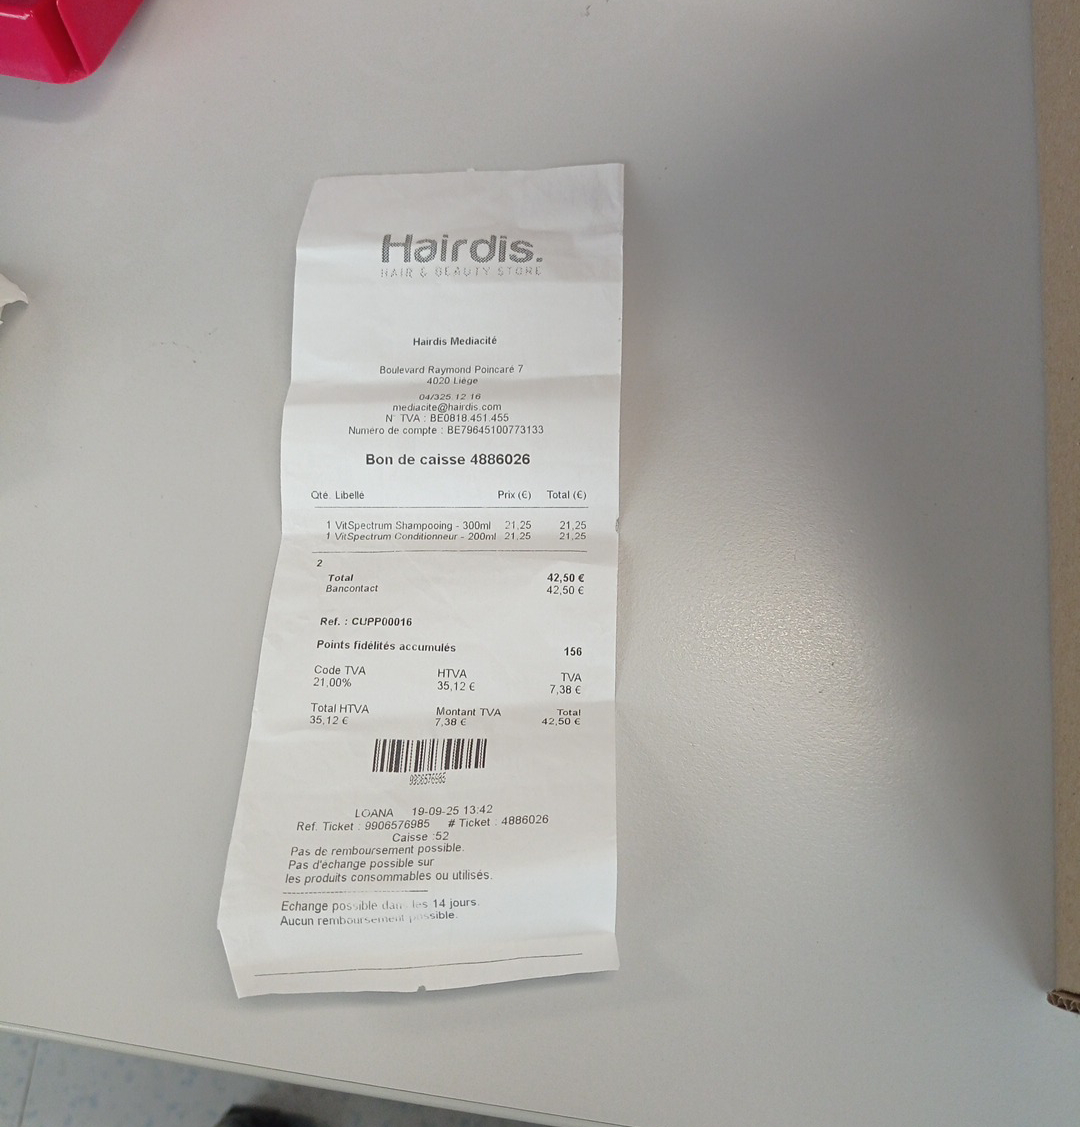 Hairdis.
HAIR & BEAUTY STORE
Hairdis Mediacité
Boulevard Raymond Poincaré 7
4020 Liège
04/325 12 16
mediacite@hairdis.com
N° TVA : BE0818.451.455
Numéro de compte : BE79645100773133
Bon de caisse 4886026
Qté. Libellé Prix (€) Total (€)
1 VitSpectrum Shampooing - 300ml 21,25 21,25
1 VitSpectrum Conditionneur - 200ml 21,25 21,25
2
Total 42,50 €
Bancontact 42,50 €
Ref. : CUPP00016
Points fidélités accumulés 156
Code TVA HTVA TVA
21,00% 35,12 € 7,38 €
Total HTVA Montant TVA Total
35,12 € 7,38 € 42,50 €
9906576985
LOANA 19-09-25 13:42
Ref. Ticket : 9906576985 # Ticket : 4886026
Caisse :52
Pas de remboursement possible.
Pas d'échange possible sur
les produits consommables ou utilisés.
Echange possible dans les 14 jours.
Aucun remboursement possible.